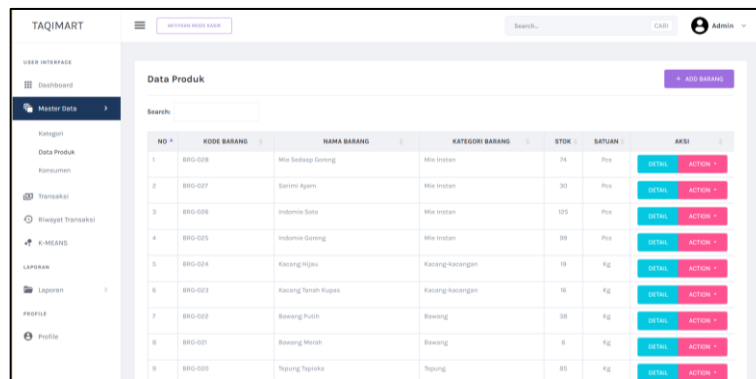 TAQIMART
AKTIFKAN MODE KASIR
Search...
CARI
Admin
USER INTERFACE
Dashboard
Master Data
Kategori
Data Produk
Konsumen
Transaksi
Riwayat Transaksi
K-MEANS
LAPORAN
Laporan
PROFILE
Profile
Data Produk
+ ADD BARANG
Search:
NO KODE BARANG NAMA BARANG KATEGORI BARANG STOK SATUAN AKSI
1 BRG-028 Mie Sedaap Goreng Mie Instan 74 Pcs DETAIL ACTION
2 BRG-027 Sarimi Ayam Mie Instan 30 Pcs DETAIL ACTION
3 BRG-026 Indomie Soto Mie Instan 125 Pcs DETAIL ACTION
4 BRG-025 Indomie Goreng Mie Instan 99 Pcs DETAIL ACTION
5 BRG-024 Kacang Hijau Kacang-kacangan 19 Kg DETAIL ACTION
6 BRG-023 Kacang Tanah Kupas Kacang-kacangan 16 Kg DETAIL ACTION
7 BRG-022 Bawang Putih Bawang 38 Kg DETAIL ACTION
8 BRG-021 Bawang Merah Bawang 6 Kg DETAIL ACTION
9 BRG-020 Tepung Tapioka Tepung 85 Kg DETAIL ACTION